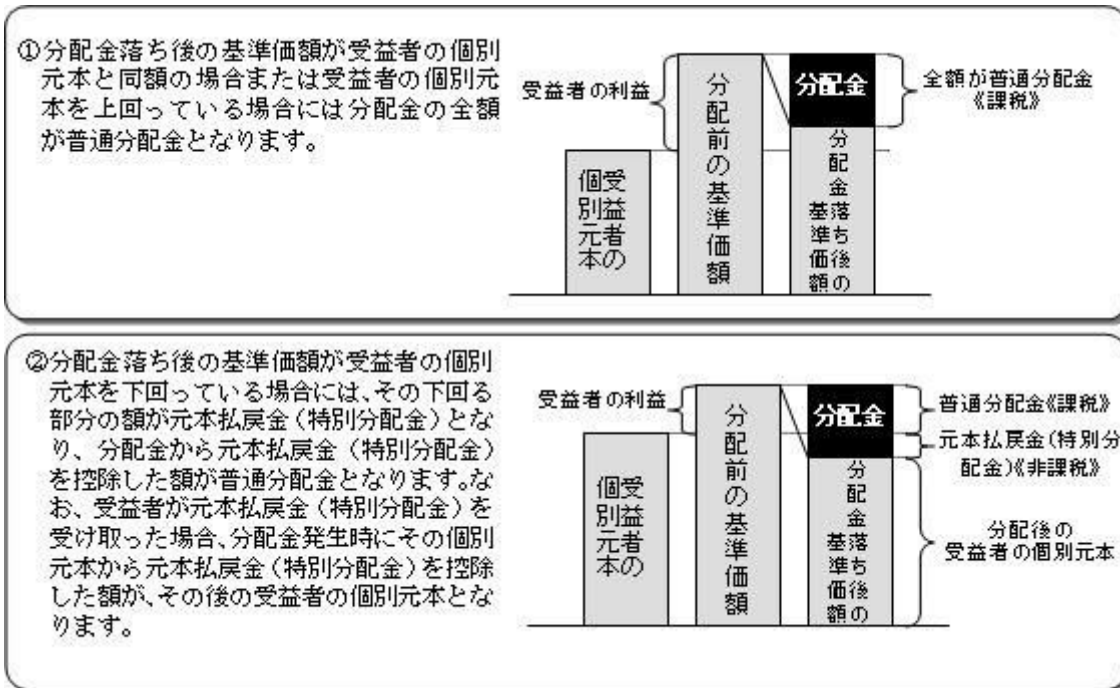 ①分配金落ち後の基準価額が受益者の個別
元本と同額の場合または受益者の個別元
本を上回っている場合には分配金の全額
が普通分配金となります。
受益者の利益
受益者の
個別元本
分配前の基準価額
分配金
分配金落ち後の
基準価額
全額が普通分配金
《課税》
②分配金落ち後の基準価額が受益者の個別
元本を下回っている場合には、その下回る
部分の額が元本払戻金(特別分配金)とな
り、分配金から元本払戻金(特別分配金)
を控除した額が普通分配金となります。な
お、受益者が元本払戻金(特別分配金)を
受け取った場合、分配金発生時にその個別
元本から元本払戻金(特別分配金)を控除
した額が、その後の受益者の個別元本とな
ります。
受益者の利益
受益者の
個別元本
分配前の基準価額
分配金
分配金落ち後の
基準価額
普通分配金《課税》
元本払戻金(特別分
配金)《非課税》
分配後の
受益者の個別元本